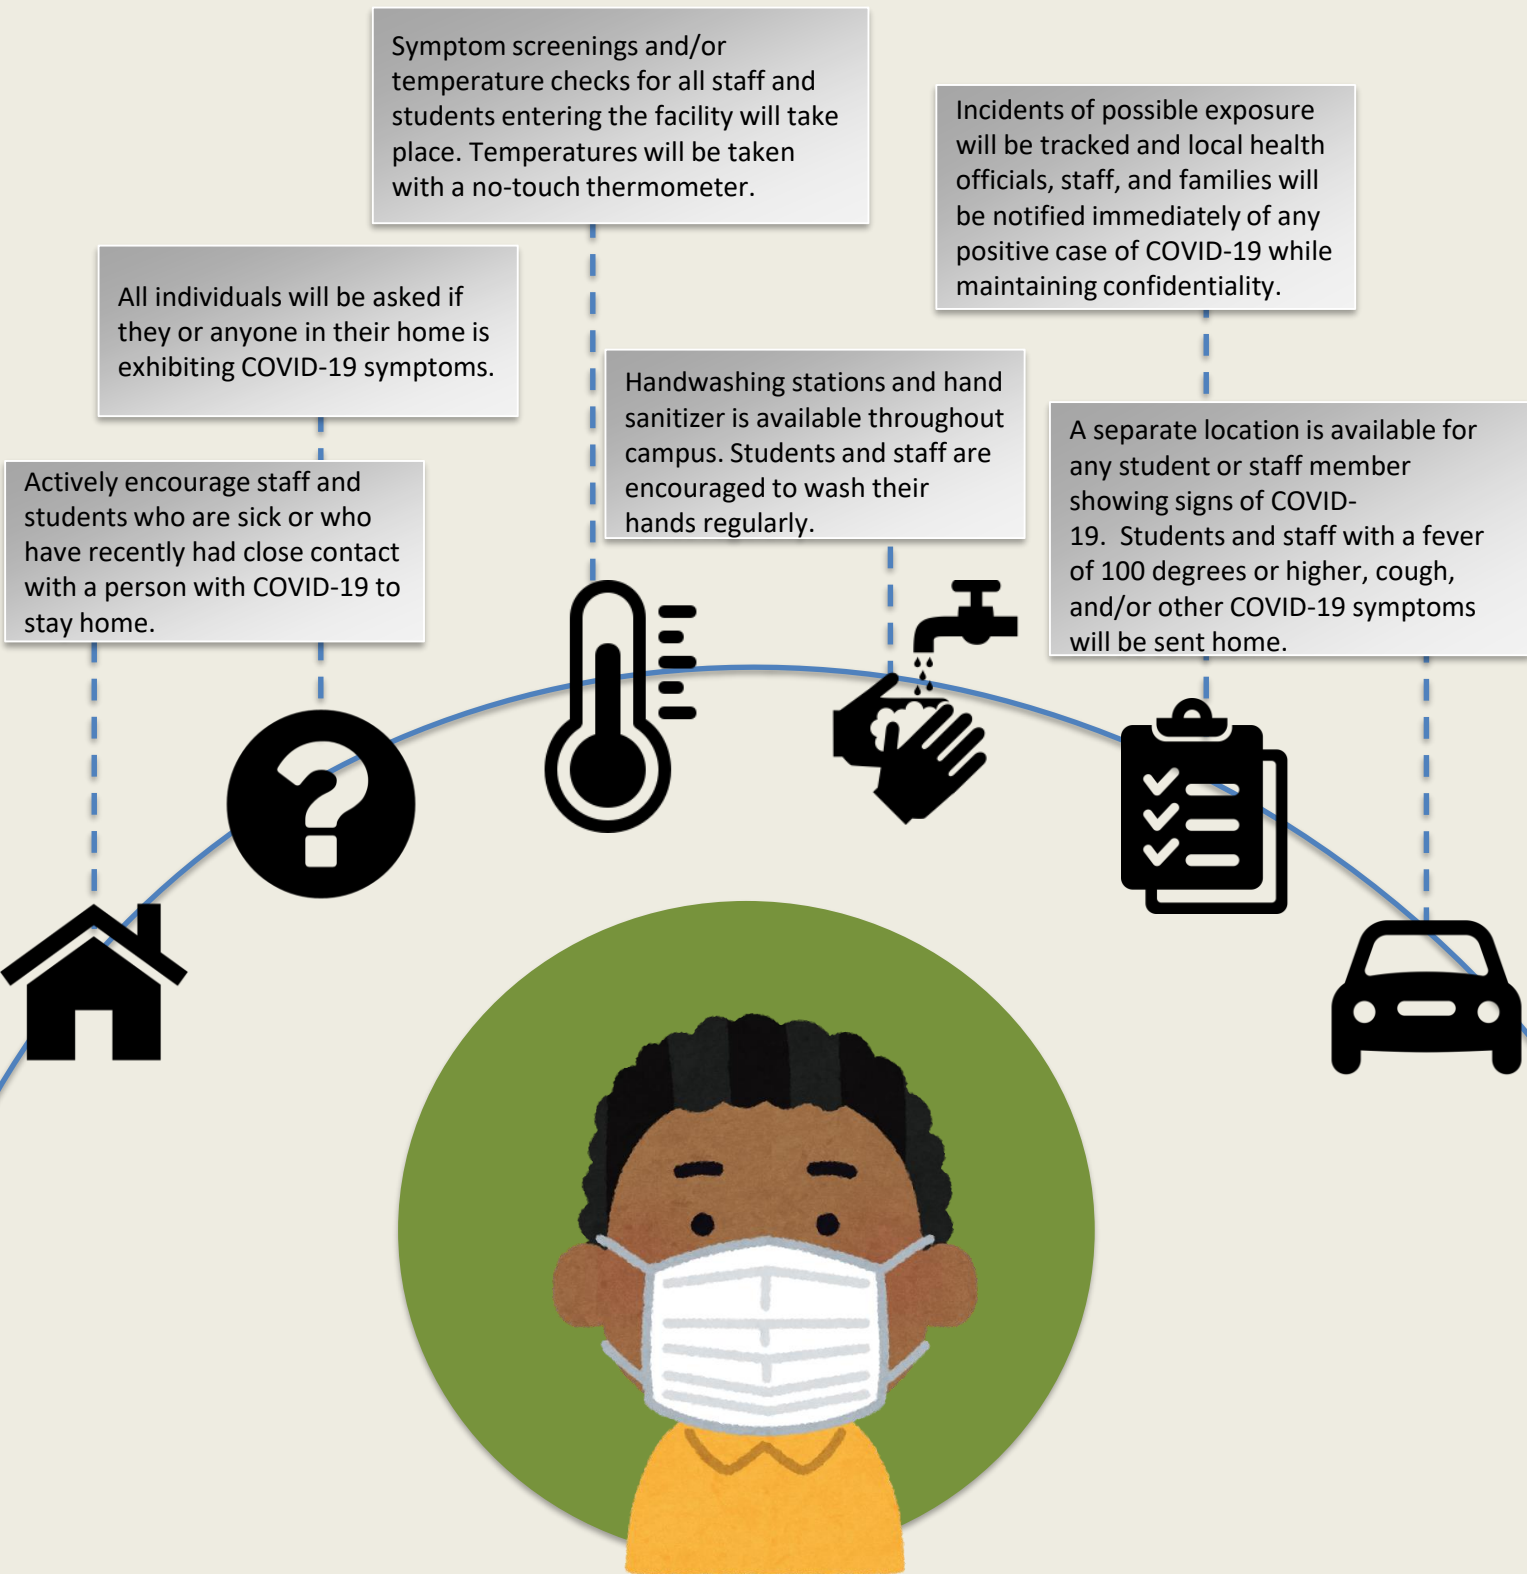 Symptom screenings and/or
temperature checks for all staff and
students entering the facility will take
place. Temperatures will be taken
with a no-touch thermometer.
Incidents of possible exposure
will be tracked and local health
officials, staff, and families will
be notified immediately of any
positive case of COVID-19 while
maintaining confidentiality.
All individuals will be asked if
they or anyone in their home is
exhibiting COVID-19 symptoms.
Handwashing stations and hand
sanitizer is available throughout
campus. Students and staff are
encouraged to wash their
hands regularly.
A separate location is available for
any student or staff member
showing signs of COVID-
19.  Students and staff with a fever
of 100 degrees or higher, cough,
and/or other COVID-19 symptoms
will be sent home.
Actively encourage staff and
students who are sick or who
have recently had close contact
with a person with COVID-19 to
stay home.